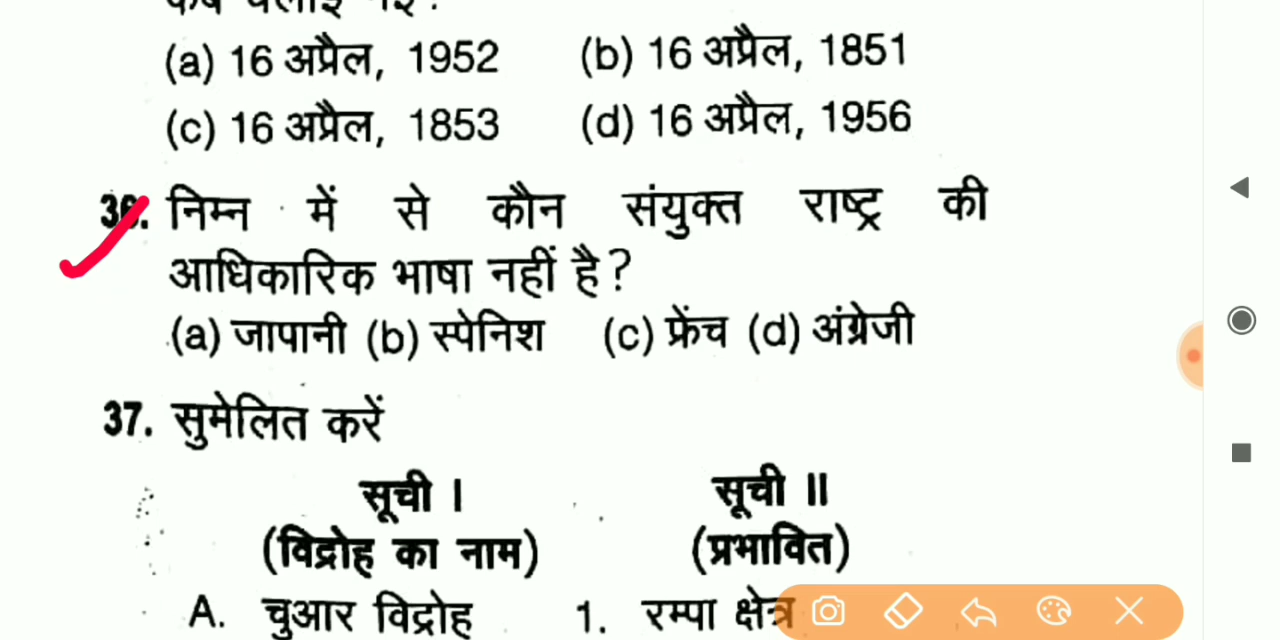 (a) 16 अप्रैल, 1952 (b) 16 अप्रैल, 1851
(c) 16 अप्रैल, 1853 (d) 16 अप्रैल, 1956
36. निम्न में से कौन संयुक्त राष्ट्र की
आधिकारिक भाषा नहीं है?
(a) जापानी (b) स्पेनिश (c) फ्रेंच (d) अंग्रेजी
37. सुमेलित करें
सूची I सूची II
(विद्रोह का नाम) (प्रभावित)
A. चुआर विद्रोह 1. रम्पा क्षेत्र